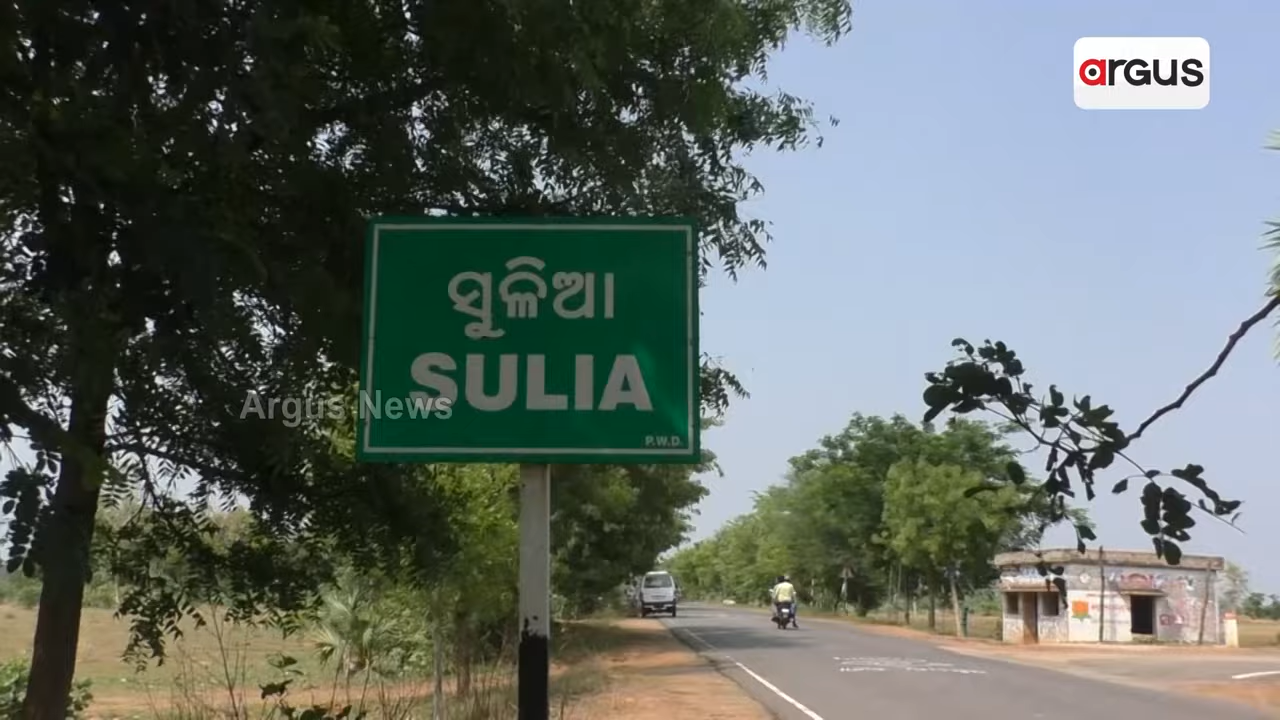 argus
ସୁଳିଆ
SULIA
Argus News
P.W.D.